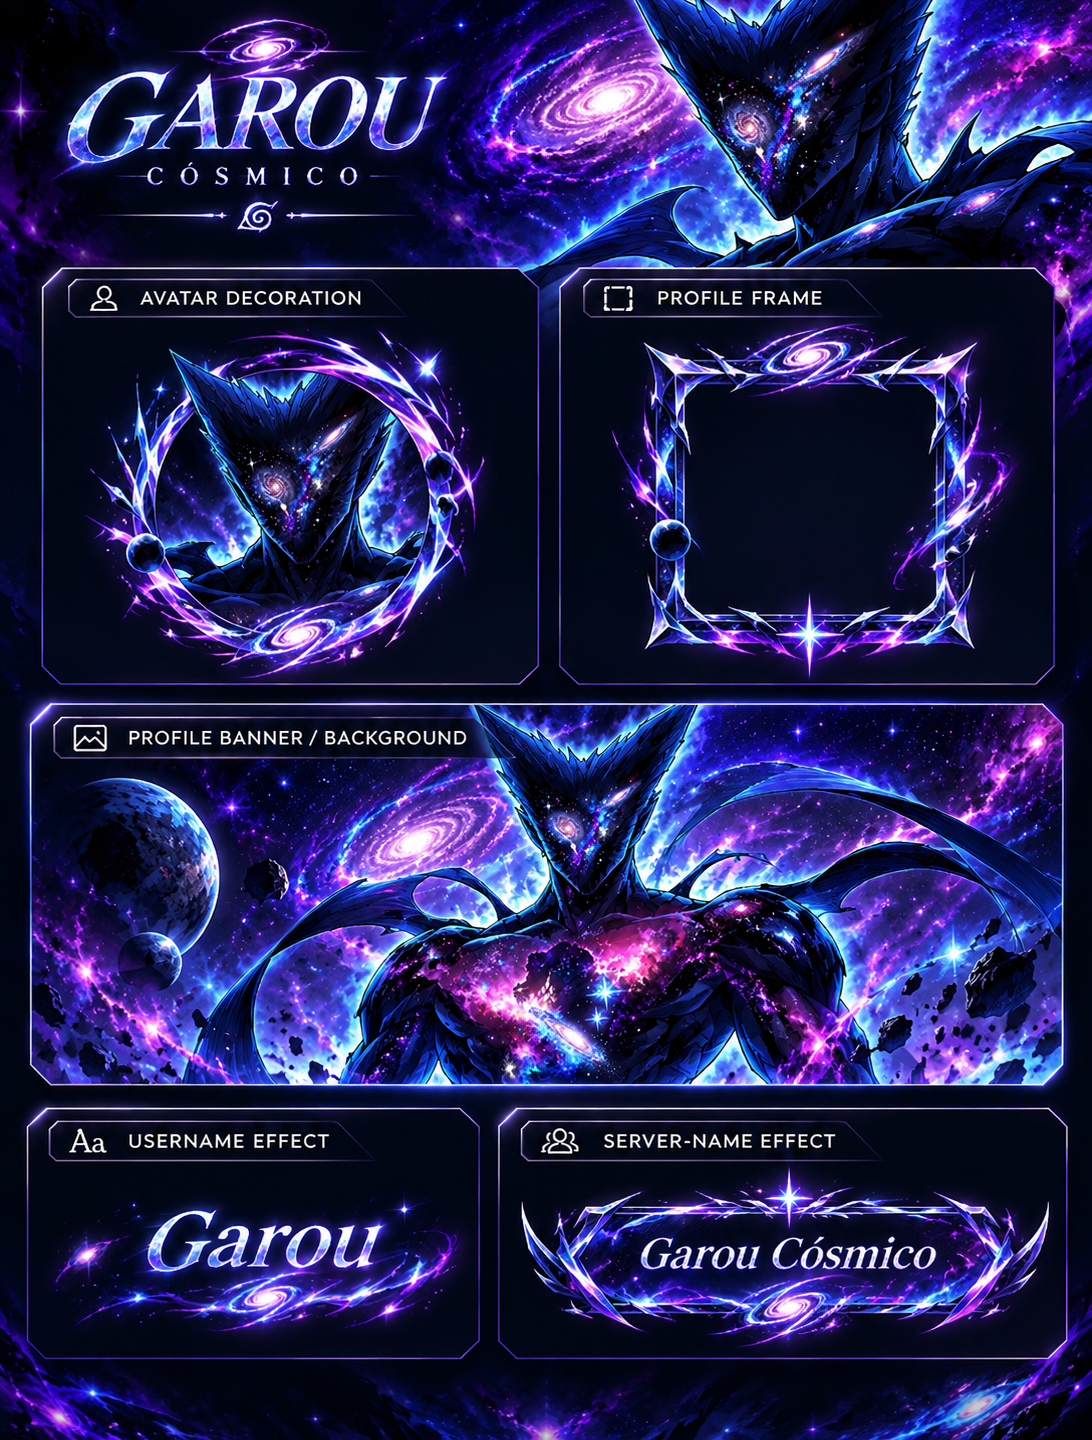 GAROU
CÓSMICO
AVATAR DECORATION
PROFILE FRAME
PROFILE BANNER / BACKGROUND
Aa USERNAME EFFECT
SERVER-NAME EFFECT
Garou
Garou Cósmico